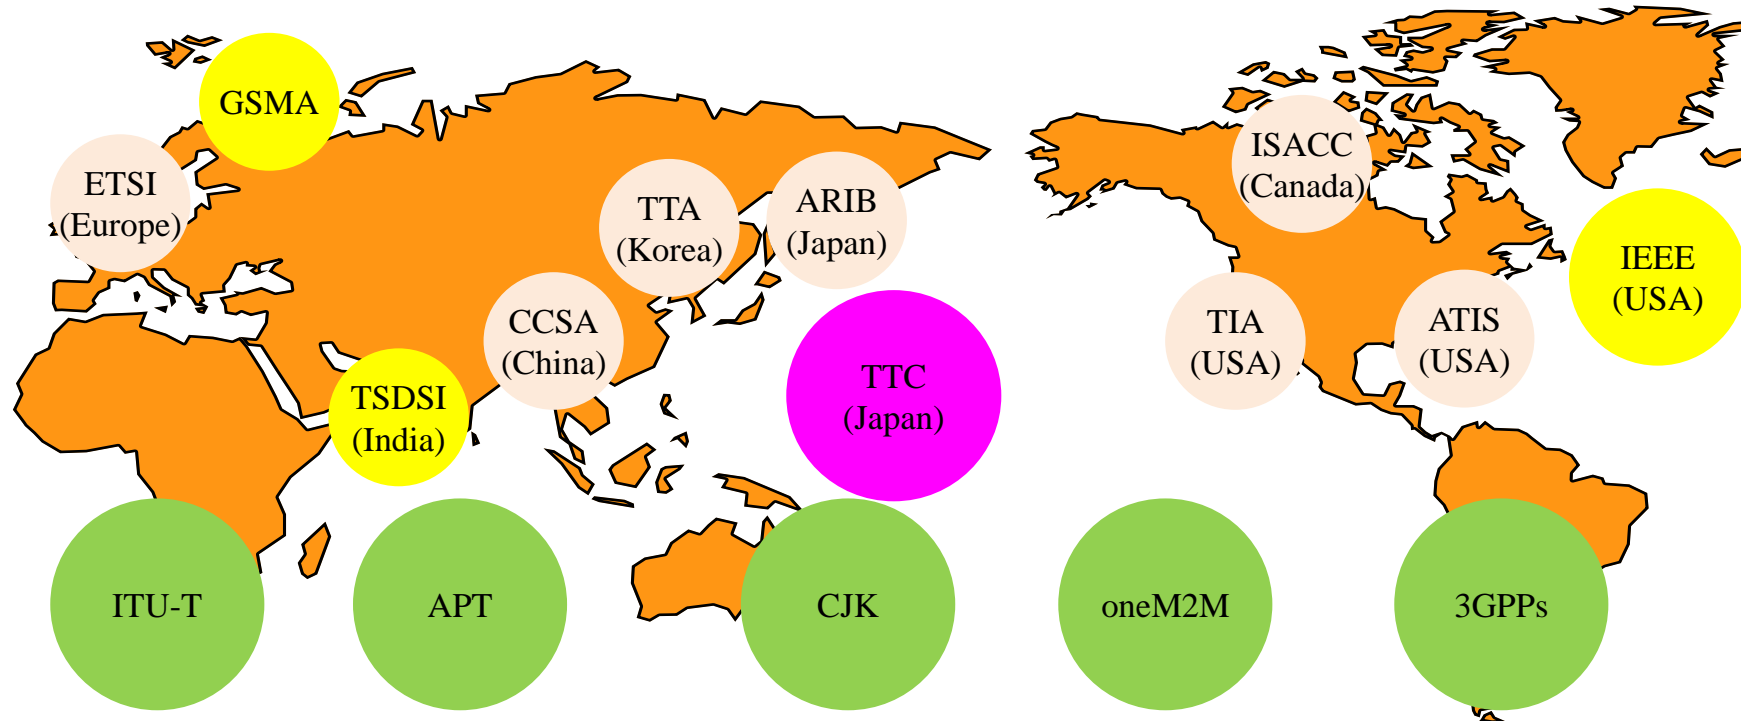 GSMA
ETSI
(Europe)
TTA
(Korea)
ARIB
(Japan)
ISACC
(Canada)
IEEE
(USA)
CCSA
(China)
TIA
(USA)
ATIS
(USA)
TSDSI
(India)
TTC
(Japan)
ITU-T
APT
CJK
oneM2M
3GPPs